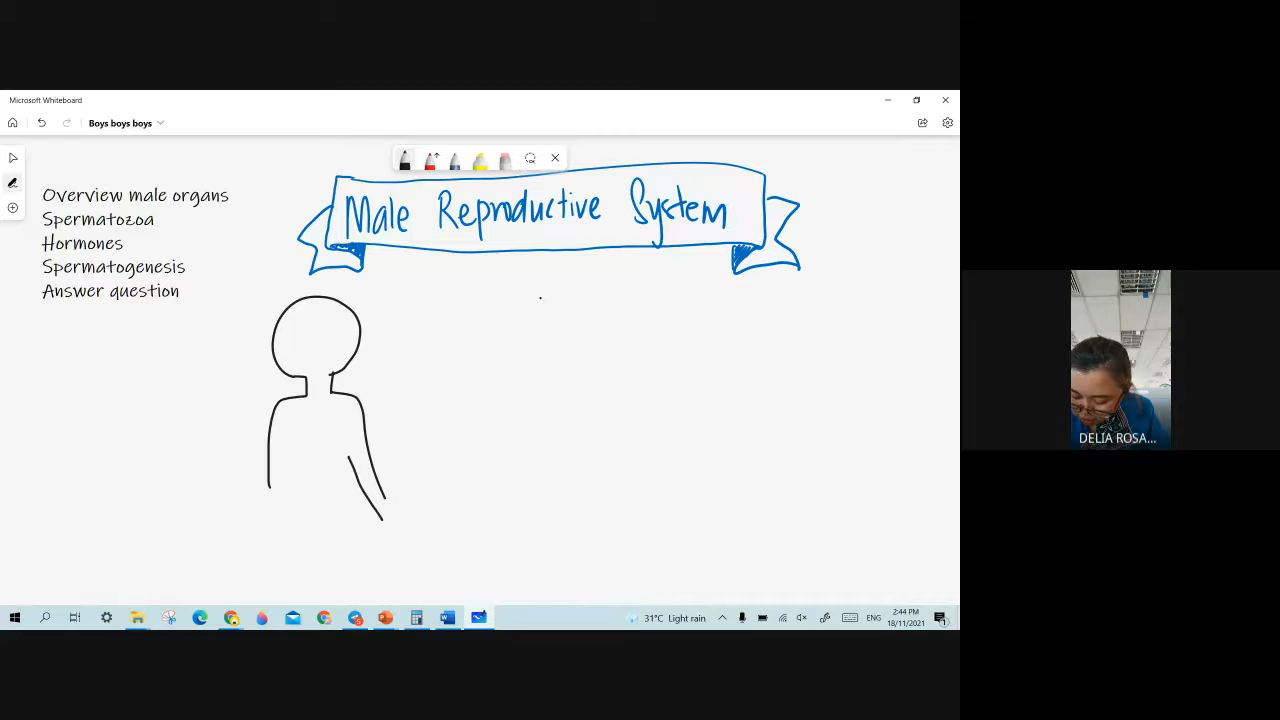 Microsoft Whiteboard
Boys boys boys
Overview male organs
Spermatozoa
Hormones
Spermatogenesis
Answer question
Male Reproductive System
DELIA ROSA...
31°C Light rain
ENG
2:44 PM
18/11/2021